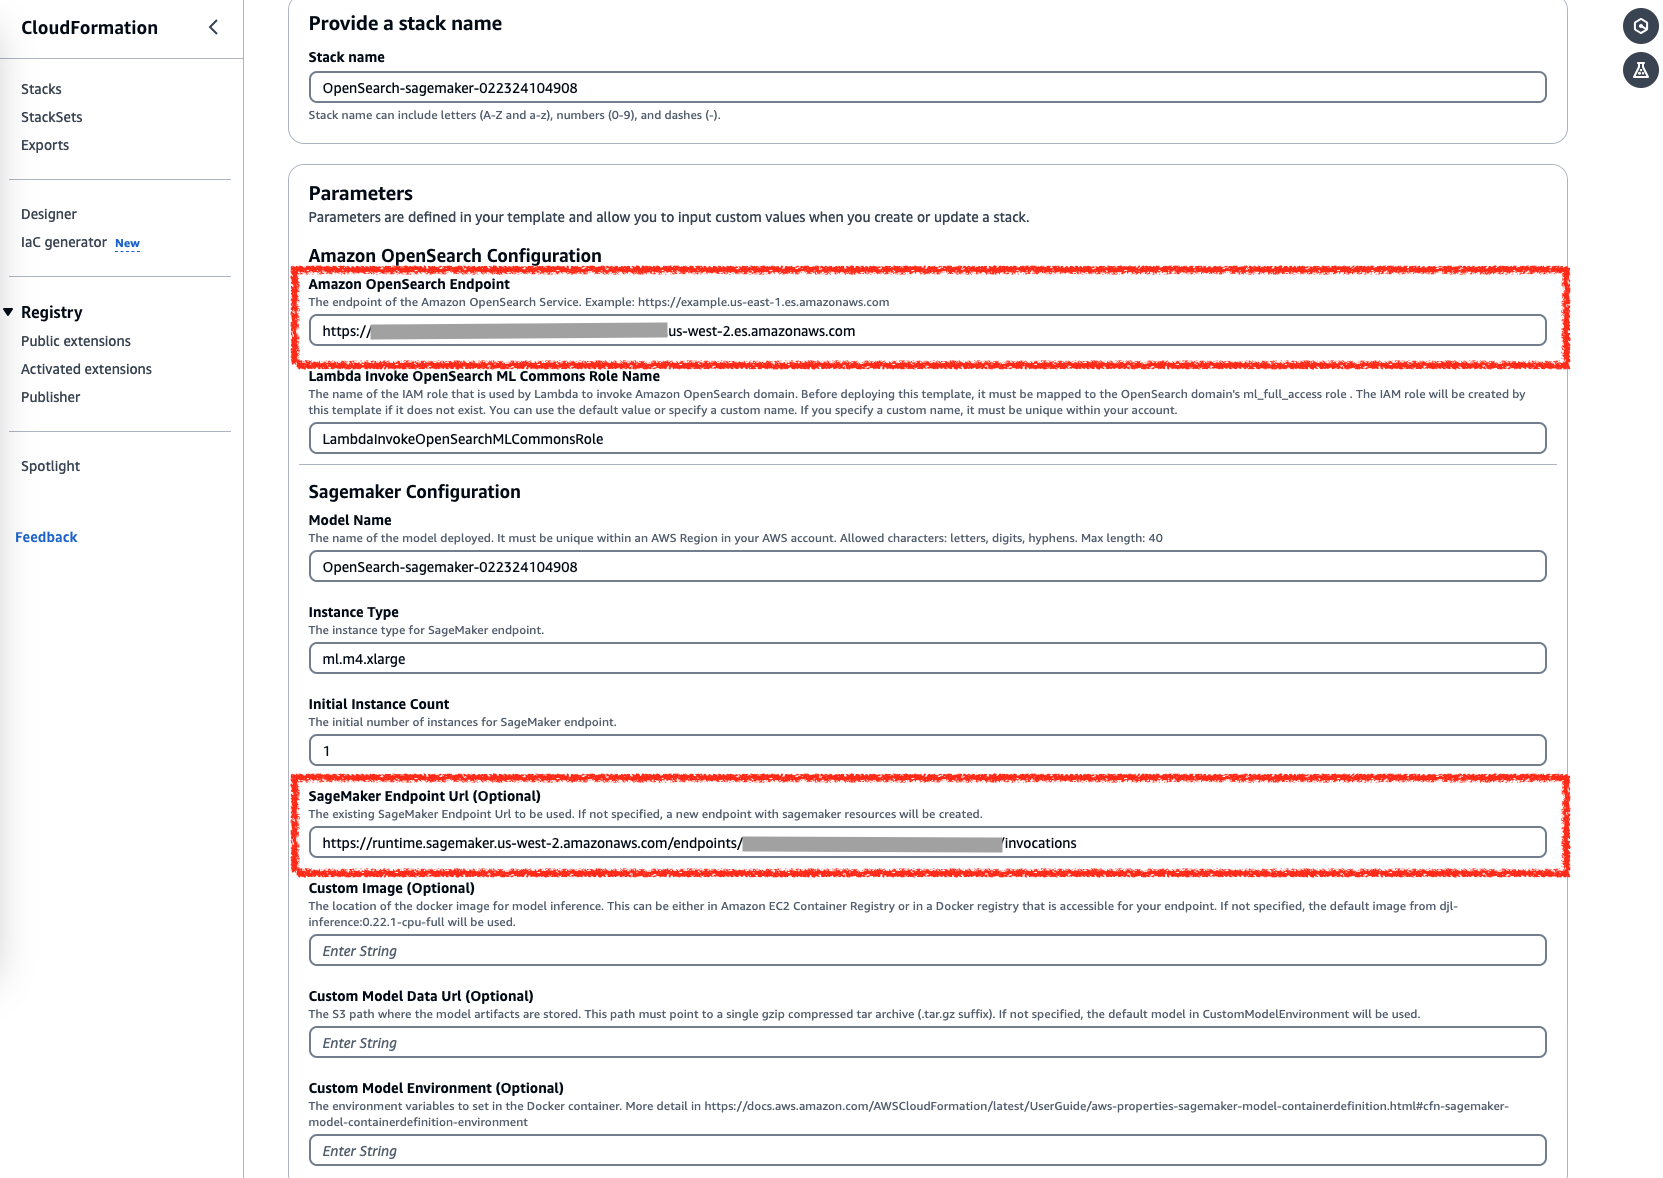 CloudFormation
Stacks
StackSets
Exports
Designer
IaC generator New
Registry
Public extensions
Activated extensions
Publisher
Spotlight
Feedback
Provide a stack name
Stack name
OpenSearch-sagemaker-022324104908
Stack name can include letters (A-Z and a-z), numbers (0-9), and dashes (-).
Parameters
Parameters are defined in your template and allow you to input custom values when you create or update a stack.
Amazon OpenSearch Configuration
Amazon OpenSearch Endpoint
The endpoint of the Amazon OpenSearch Service. Example: https://example.us-east-1.es.amazonaws.com
https:// us-west-2.es.amazonaws.com
Lambda Invoke OpenSearch ML Commons Role Name
The name of the IAM role that is used by Lambda to invoke Amazon OpenSearch domain. Before deploying this template, it must be mapped to the OpenSearch domain's ml_full_access role . The IAM role will be created by
this template if it does not exist. You can use the default value or specify a custom name. If you specify a custom name, it must be unique within your account.
LambdaInvokeOpenSearchMLCommonsRole
Sagemaker Configuration
Model Name
The name of the model deployed. It must be unique within an AWS Region in your AWS account. Allowed characters: letters, digits, hyphens. Max length: 40
OpenSearch-sagemaker-022324104908
Instance Type
The instance type for SageMaker endpoint.
ml.m4.xlarge
Initial Instance Count
The initial number of instances for SageMaker endpoint.
1
SageMaker Endpoint Url (Optional)
The existing SageMaker Endpoint Url to be used. If not specified, a new endpoint with sagemaker resources will be created.
https://runtime.sagemaker.us-west-2.amazonaws.com/endpoints/ /invocations
Custom Image (Optional)
The location of the docker image for model inference. This can be either in Amazon EC2 Container Registry or in a Docker registry that is accessible for your endpoint. If not specified, the default image from djl-
inference:0.22.1-cpu-full will be used.
Enter String
Custom Model Data Url (Optional)
The S3 path where the model artifacts are stored. This path must point to a single gzip compressed tar archive (.tar.gz suffix). If not specified, the default model in CustomModelEnvironment will be used.
Enter String
Custom Model Environment (Optional)
The environment variables to set in the Docker container. More detail in https://docs.aws.amazon.com/AWSCloudFormation/latest/UserGuide/aws-properties-sagemaker-model-containerdefinition.html#cfn-sagemaker-
model-containerdefinition-environment
Enter String